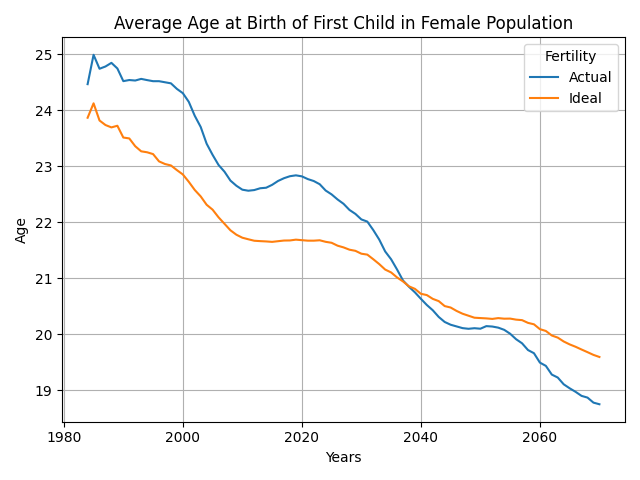 Average Age at Birth of First Child in Female Population
Fertility
Actual
Ideal
Age
25
24
23
22
21
20
19
1980 2000 2020 2040 2060
Years